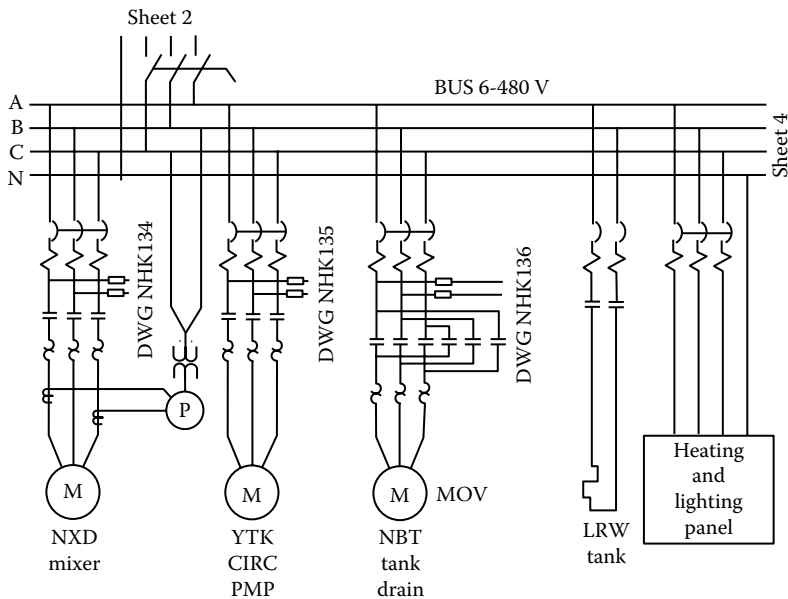 Sheet 2
BUS 6-480 V
A
B
C
N
Sheet 4
DWG NHK134
DWG NHK135
DWG NHK136
P
M
M
M
MOV
NXD
mixer
YTK
CIRC
PMP
NBT
tank
drain
LRW
tank
Heating
and
lighting
panel